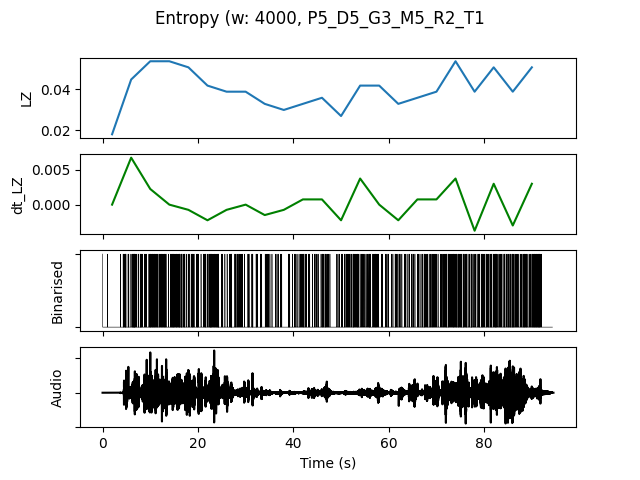 Entropy (w: 4000, P5_D5_G3_M5_R2_T1
LZ
0.04
0.02
dt_LZ
0.005
0.000
Binarised
Audio
0 20 40 60 80
Time (s)